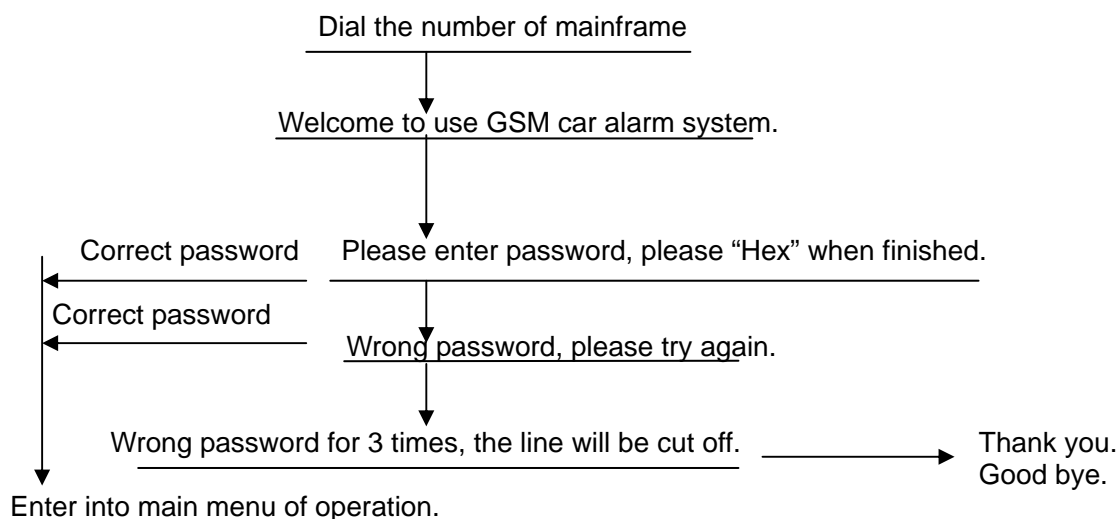 Dial the number of mainframe
Welcome to use GSM car alarm system.
Correct password
Please enter password, please “Hex” when finished.
Correct password
Wrong password, please try again.
Wrong password for 3 times, the line will be cut off.
Thank you.
Good bye.
Enter into main menu of operation.